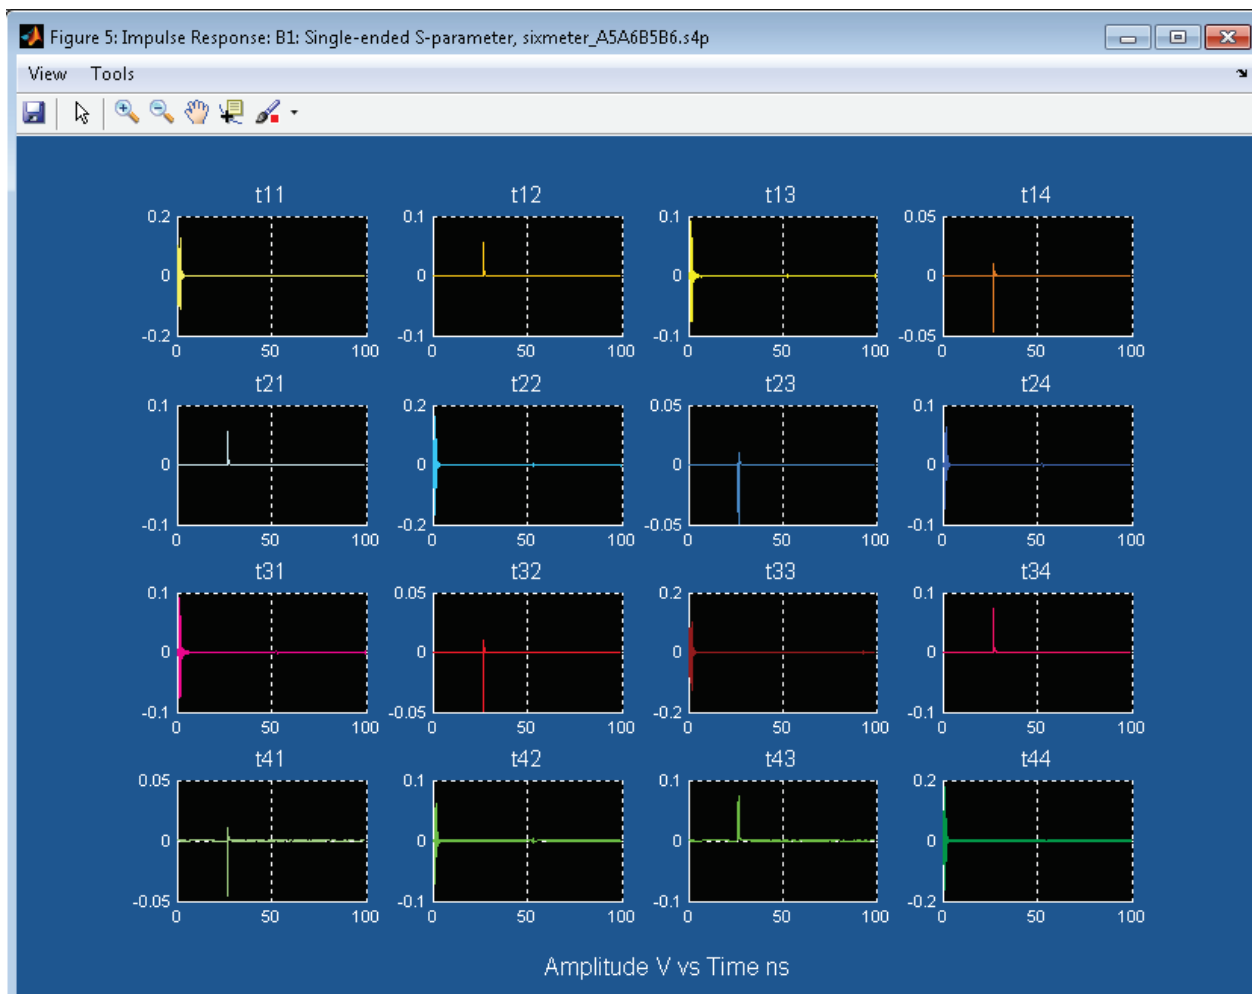 Figure 5: Impulse Response: B1: Single-ended S-parameter, sixmeter_A5A6B5B6.s4p
View Tools
t11 t12 t13 t14
0.2 0.1 0.1 0.05
0 0 0 0
-0.2 -0.1 -0.1 -0.05
0 50 100 0 50 100 0 50 100 0 50 100
t21 t22 t23 t24
0.1 0.2 0.05 0.1
0 0 0 0
-0.1 -0.2 -0.05 -0.1
0 50 100 0 50 100 0 50 100 0 50 100
t31 t32 t33 t34
0.1 0.05 0.2 0.1
0 0 0 0
-0.1 -0.05 -0.2 -0.1
0 50 100 0 50 100 0 50 100 0 50 100
t41 t42 t43 t44
0.05 0.1 0.1 0.2
0 0 0 0
-0.05 -0.1 -0.1 -0.2
0 50 100 0 50 100 0 50 100 0 50 100
Amplitude V vs Time ns